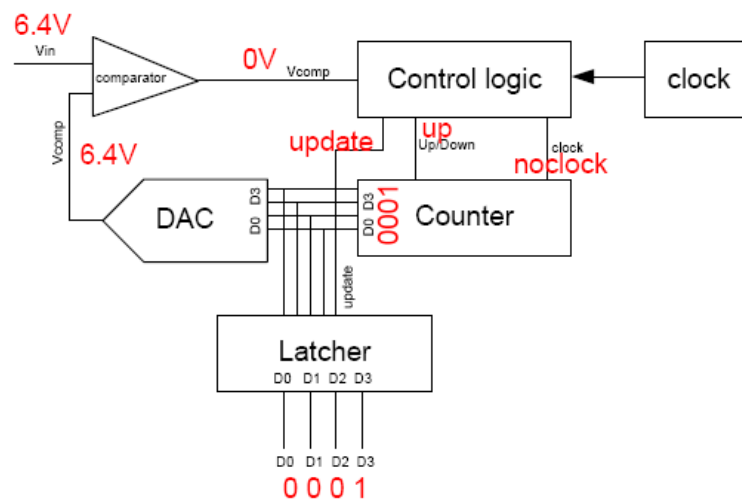 6.4V
Vin
comparator
0V
Vcomp
Control logic
clock
Vcomp
6.4V
update
up
Up/Down
clock
noclock
DAC
D3
D0
D3
D0
0001
Counter
update
Latcher
D0 D1 D2 D3
D0 D1 D2 D3
0 0 0 1